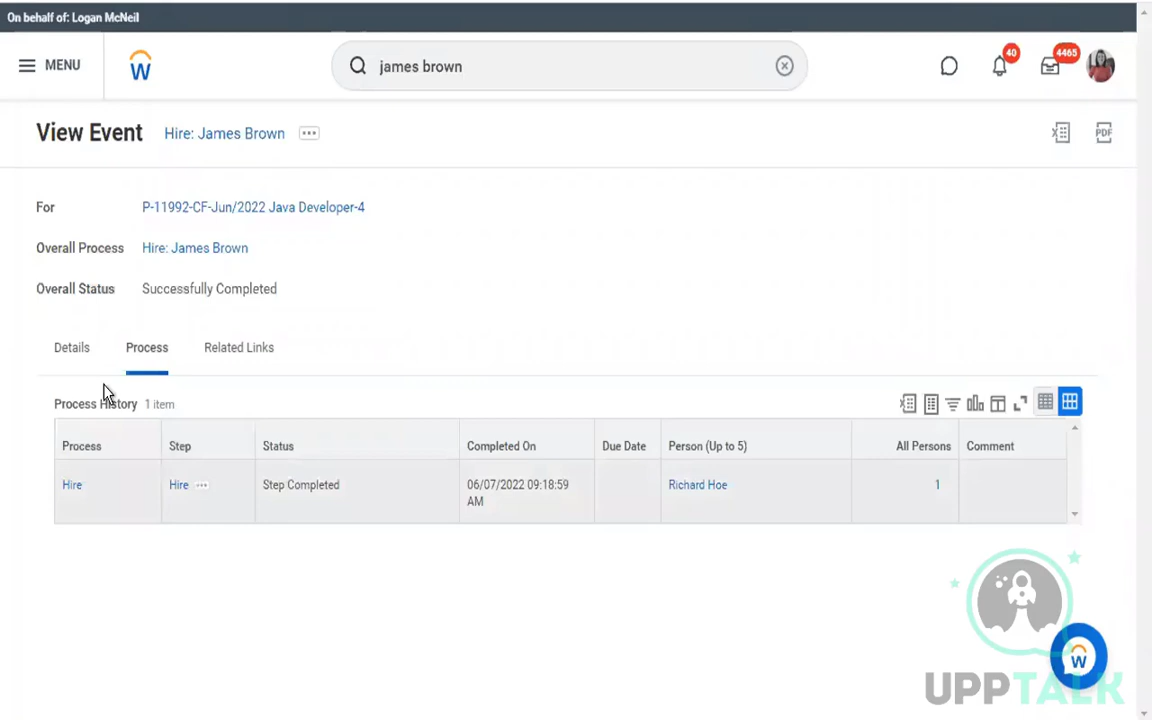 On behalf of: Logan McNeil
MENU
james brown
40
4465
View Event Hire: James Brown
PDF
For P-11992-CF-Jun/2022 Java Developer-4
Overall Process Hire: James Brown
Overall Status Successfully Completed
Details Process Related Links
Process History 1 item
Process Step Status Completed On Due Date Person (Up to 5) All Persons Comment
Hire Hire Step Completed 06/07/2022 09:18:59 Richard Hoe 1
AM
UPPTALK